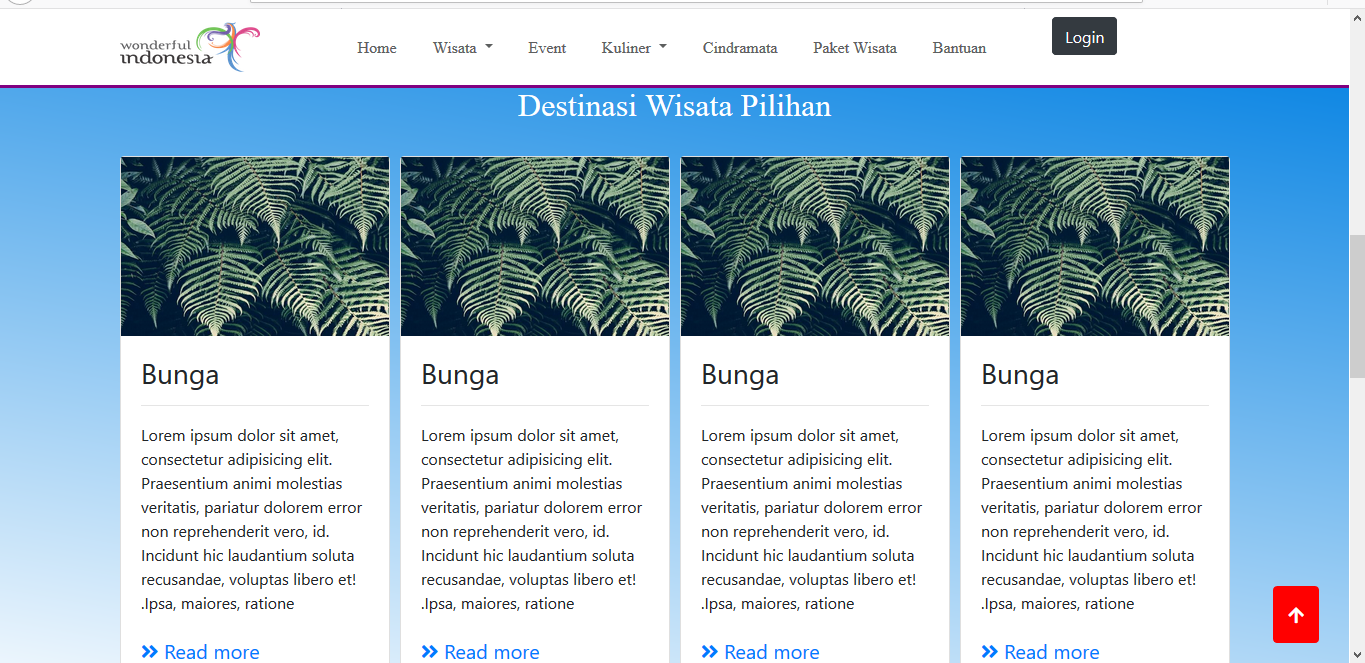 wonderful
indonesia
Home Wisata Event Kuliner Cindramata Paket Wisata Bantuan Login
Destinasi Wisata Pilihan
Bunga
Lorem ipsum dolor sit amet,
consectetur adipisicing elit.
Praesentium animi molestias
veritatis, pariatur dolorem error
non reprehenderit vero, id.
Incidunt hic laudantium soluta
recusandae, voluptas libero et!
.Ipsa, maiores, ratione
Read more
Bunga
Lorem ipsum dolor sit amet,
consectetur adipisicing elit.
Praesentium animi molestias
veritatis, pariatur dolorem error
non reprehenderit vero, id.
Incidunt hic laudantium soluta
recusandae, voluptas libero et!
.Ipsa, maiores, ratione
Read more
Bunga
Lorem ipsum dolor sit amet,
consectetur adipisicing elit.
Praesentium animi molestias
veritatis, pariatur dolorem error
non reprehenderit vero, id.
Incidunt hic laudantium soluta
recusandae, voluptas libero et!
.Ipsa, maiores, ratione
Read more
Bunga
Lorem ipsum dolor sit amet,
consectetur adipisicing elit.
Praesentium animi molestias
veritatis, pariatur dolorem error
non reprehenderit vero, id.
Incidunt hic laudantium soluta
recusandae, voluptas libero et!
.Ipsa, maiores, ratione
Read more